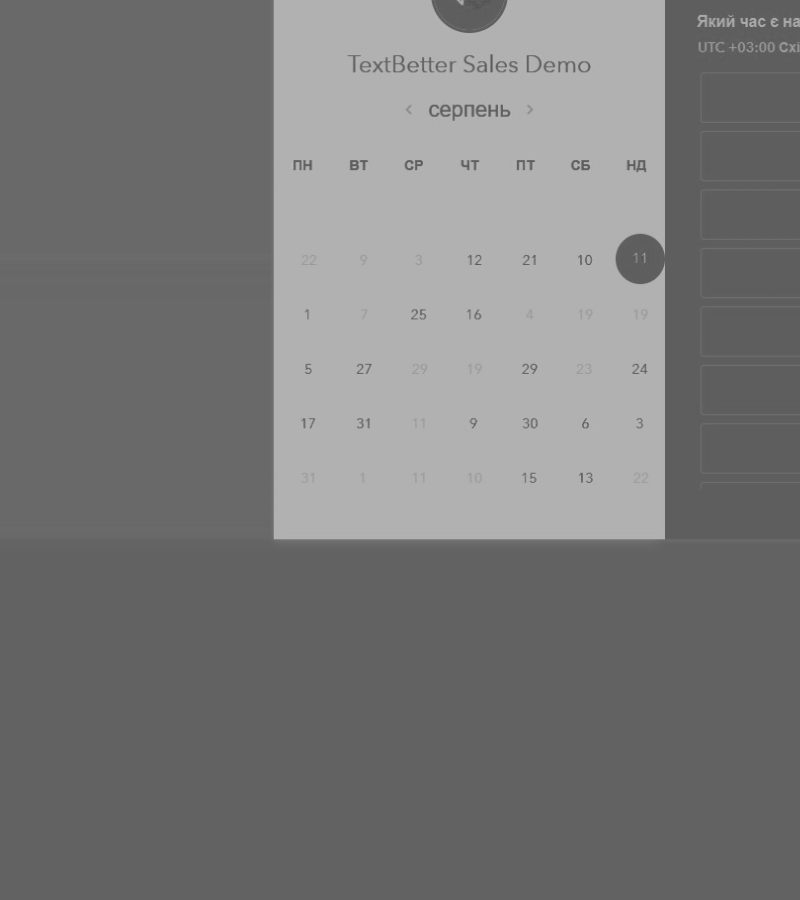 TextBetter Sales Demo
серпень
ПН ВТ СР ЧТ ПТ СБ НД
22 9 3 12 21 10 11
1 7 25 16 4 19 19
5 27 29 19 29 23 24
17 31 11 9 30 6 3
31 1 11 10 15 13 22
Який час є на
UTC +03:00 Схі